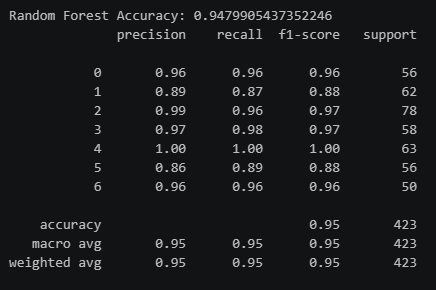 Random Forest Accuracy: 0.9479905437352246
precision recall f1-score support
0 0.96 0.96 0.96 56
1 0.89 0.87 0.88 62
2 0.99 0.96 0.97 78
3 0.97 0.98 0.97 58
4 1.00 1.00 1.00 63
5 0.86 0.89 0.88 56
6 0.96 0.96 0.96 50
accuracy 0.95 423
macro avg 0.95 0.95 0.95 423
weighted avg 0.95 0.95 0.95 423